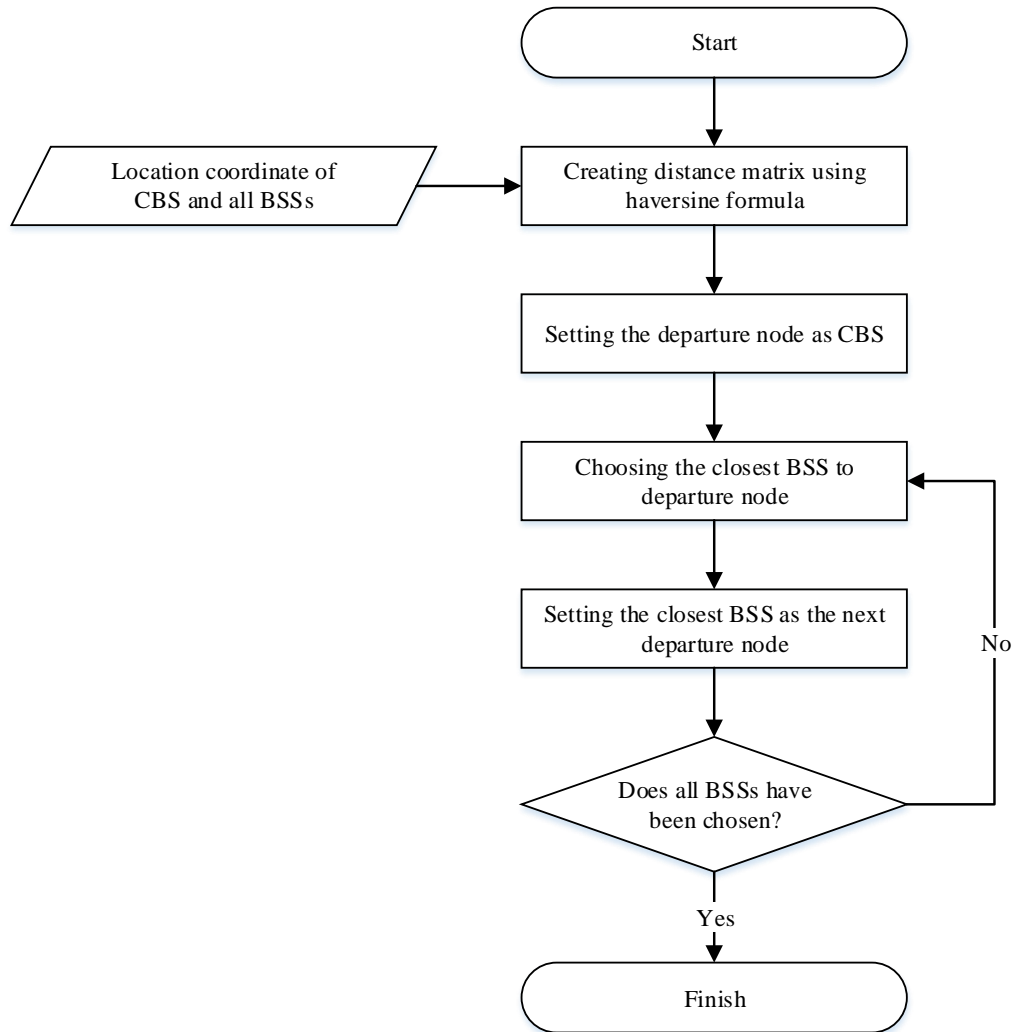 Start
Location coordinate of
CBS and all BSSs
Creating distance matrix using
haversine formula
Setting the departure node as CBS
Choosing the closest BSS to
departure node
Setting the closest BSS as the next
departure node
No
Does all BSSs have
been chosen?
Yes
Finish